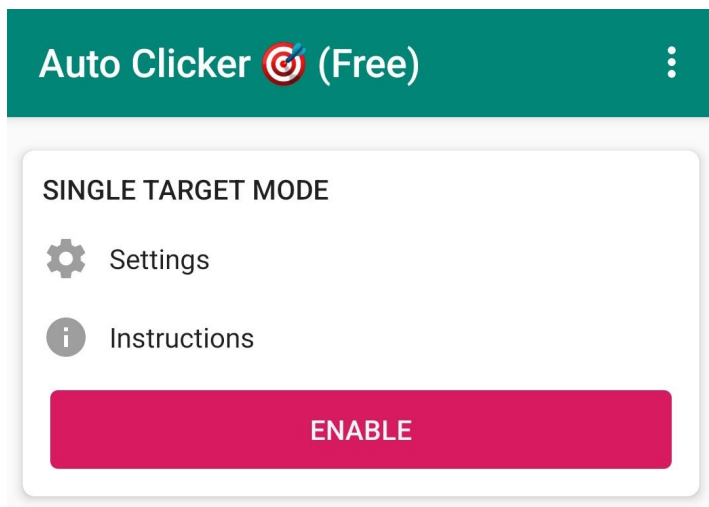 Auto Clicker 🎯 (Free)
SINGLE TARGET MODE
Settings
Instructions
ENABLE